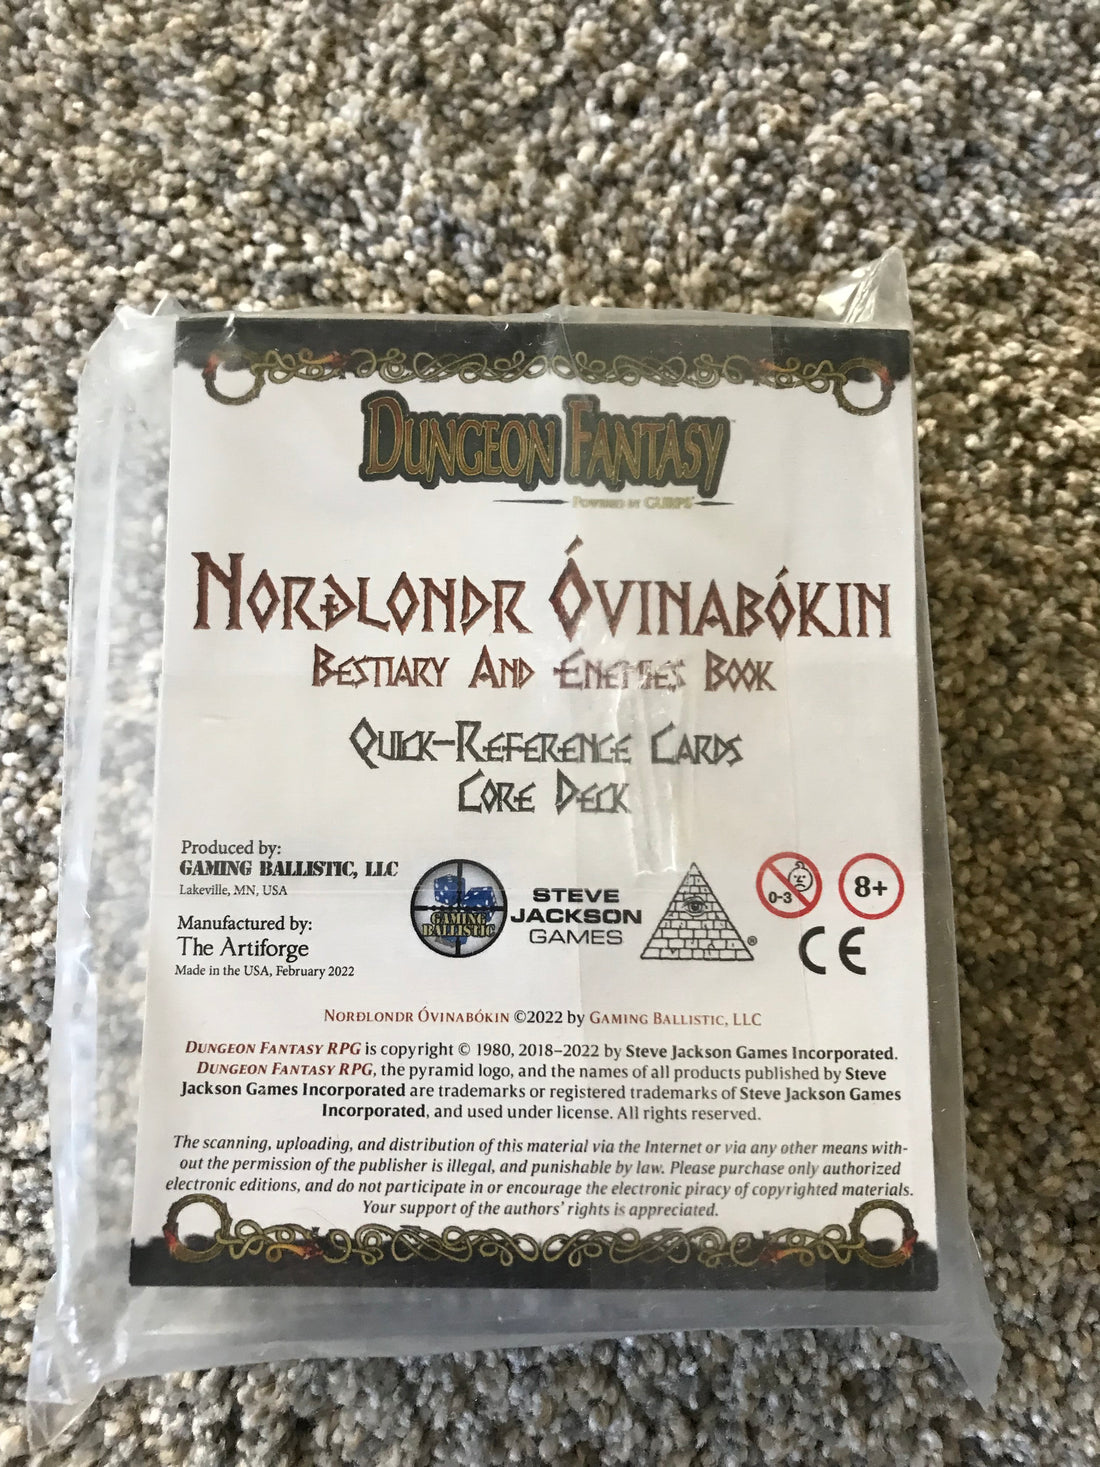 DUNGEON FANTASY
POWERED BY GURPS
NORÐLONDR ÓVINABÓKIN
BESTIARY AND ENEMIES BOOK
QUICK-REFERENCE CARDS
CORE DECK
Produced by:
GAMING BALLISTIC, LLC
Lakeville, MN, USA
Manufactured by:
The Artiforge
Made in the USA, February 2022
GAMING
BALLISTIC
STEVE
JACKSON
GAMES
®
0-3
8+
CE
NORÐLONDR ÓVINABÓKIN ©2022 by GAMING BALLISTIC, LLC
DUNGEON FANTASY RPG is copyright © 1980, 2018–2022 by Steve Jackson Games Incorporated.
DUNGEON FANTASY RPG, the pyramid logo, and the names of all products published by Steve
Jackson Games Incorporated are trademarks or registered trademarks of Steve Jackson Games
Incorporated, and used under license. All rights reserved.
The scanning, uploading, and distribution of this material via the Internet or via any other means with-
out the permission of the publisher is illegal, and punishable by law. Please purchase only authorized
electronic editions, and do not participate in or encourage the electronic piracy of copyrighted materials.
Your support of the authors' rights is appreciated.